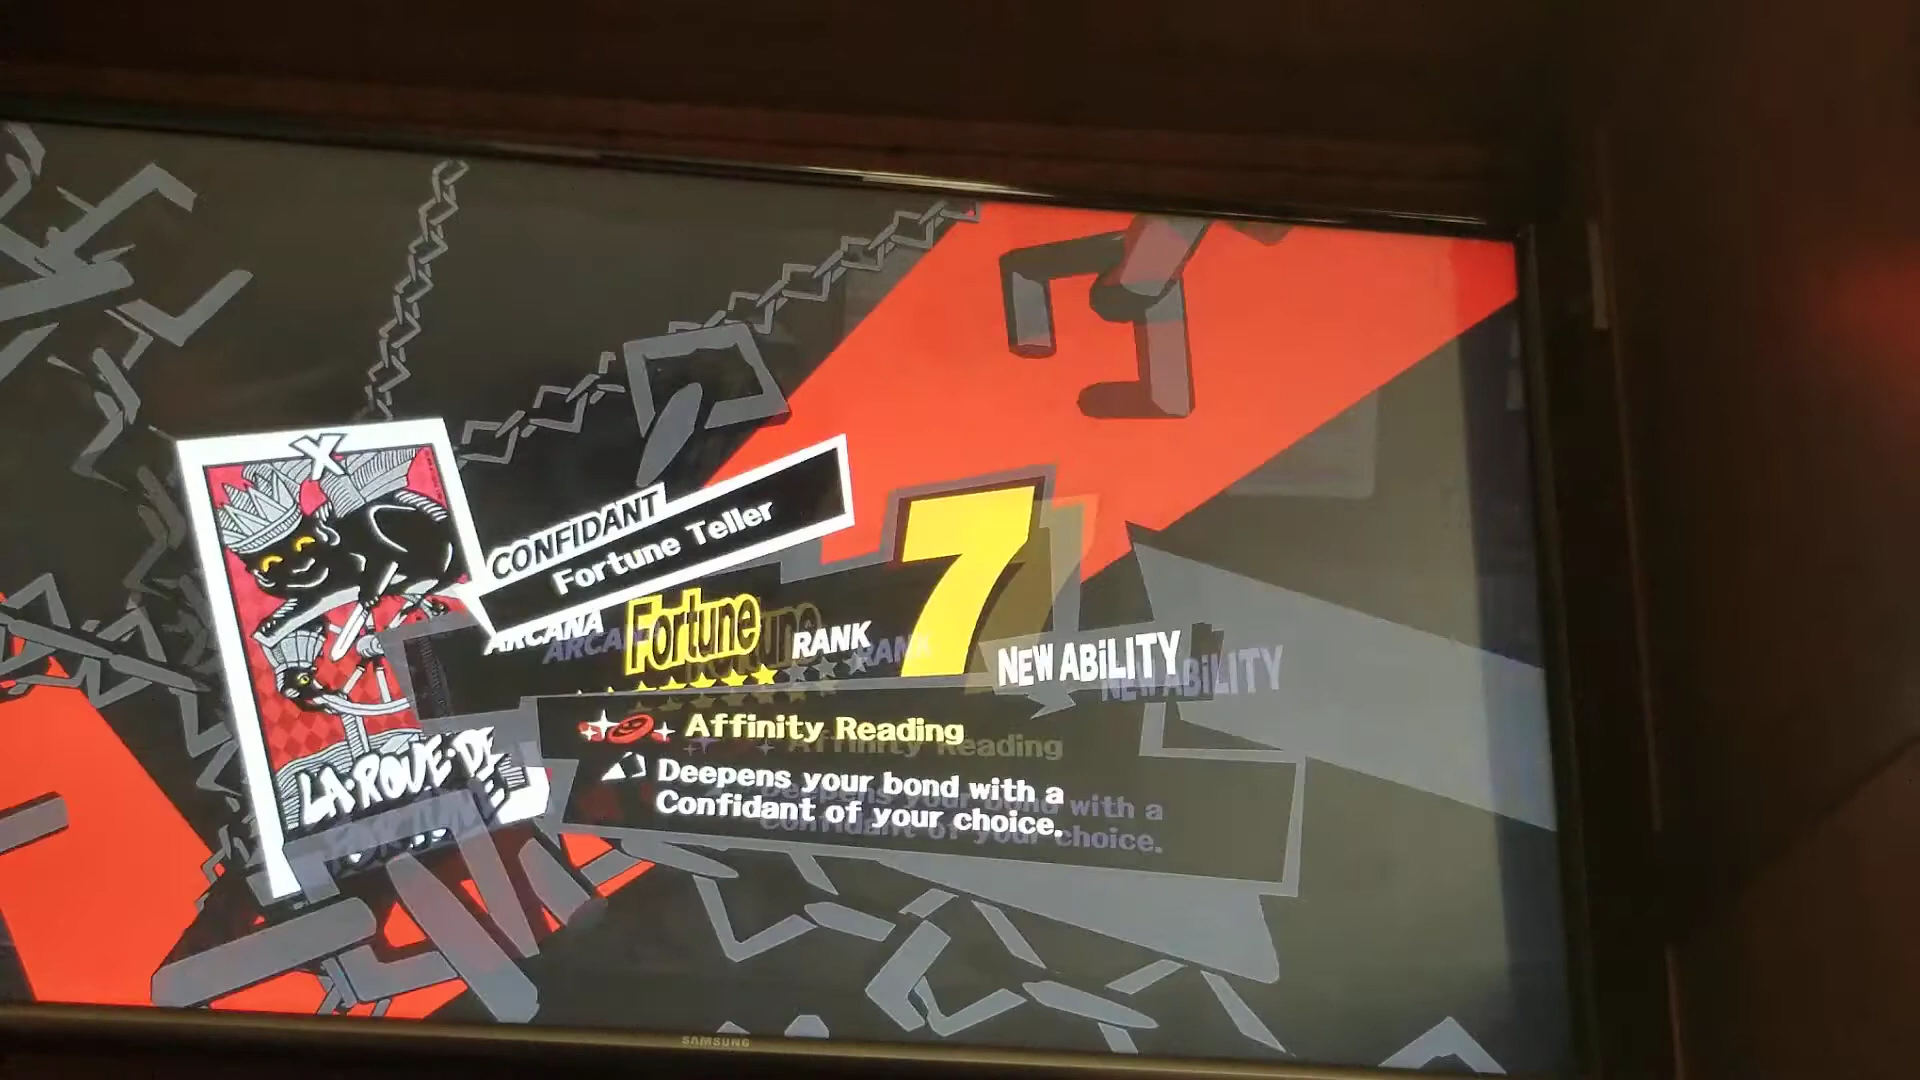 X
CONFIDANT
Fortune Teller
ARCANA Fortune RANK 7
NEW ABiLiTY
Affinity Reading
Deepens your bond with a
Confidant of your choice.
LA·ROUE·DE
SAMSUNG